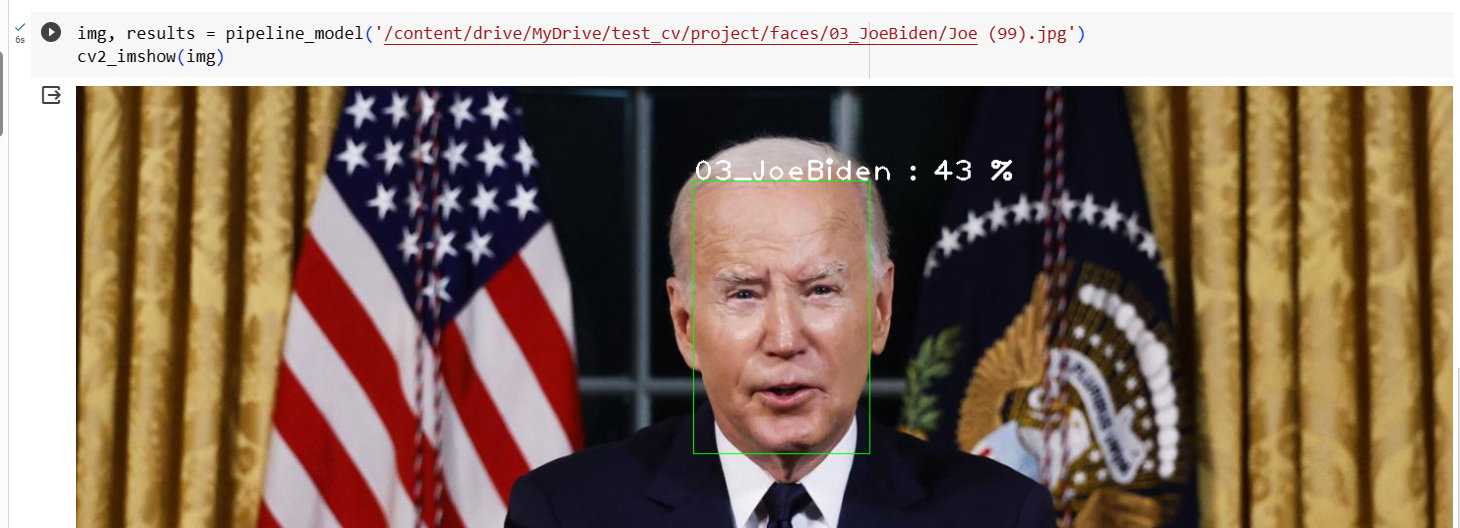 6s
img, results = pipeline_model('/content/drive/MyDrive/test_cv/project/faces/03_JoeBiden/Joe (99).jpg')
cv2_imshow(img)
03_JoeBiden : 43 %